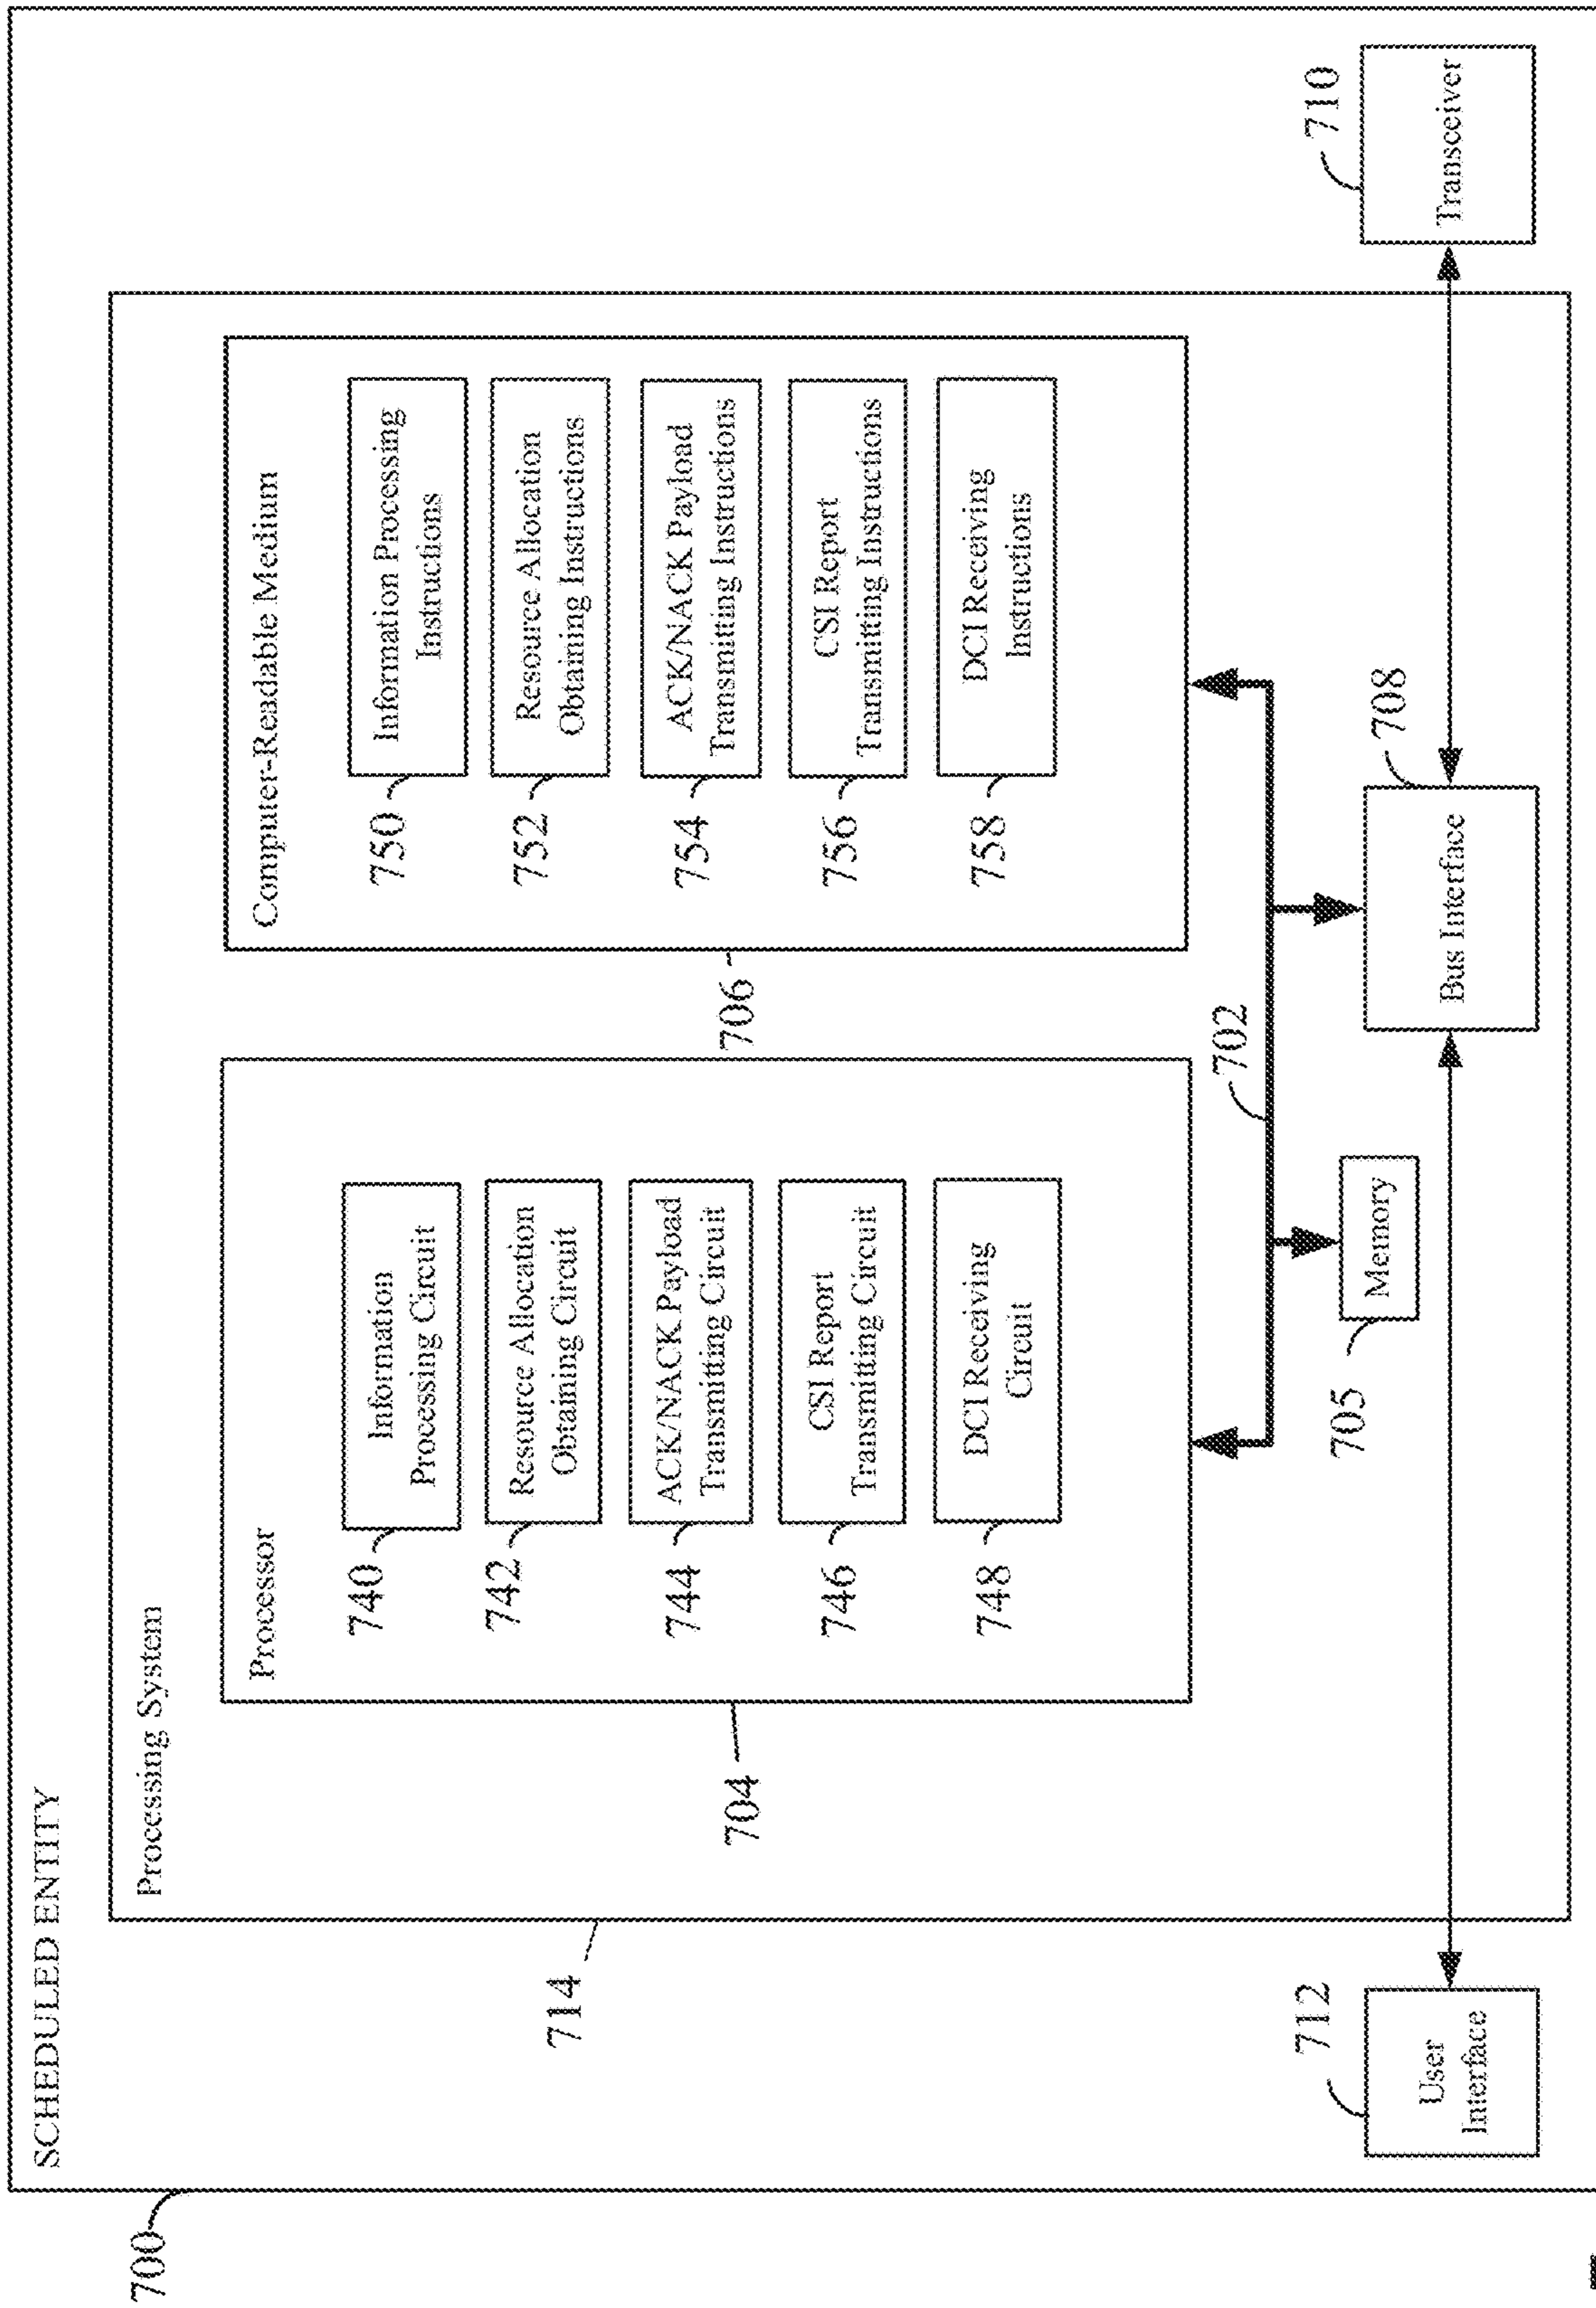 700
SCHEDULED ENTITY
Processing System
714
Processor
704
740
Information
Processing Circuit
742
Resource Allocation
Obtaining Circuit
744
ACK/NACK Payload
Transmitting Circuit
746
CSI Report
Transmitting Circuit
748
DCI Receiving
Circuit
Computer-Readable Medium
706
750
Information Processing
Instructions
752
Resource Allocation
Obtaining Instructions
754
ACK/NACK Payload
Transmitting Instructions
756
CSI Report
Transmitting Instructions
758
DCI Receiving
Instructions
702
705
Memory
708
Bus Interface
712
User
Interface
710
Transceiver